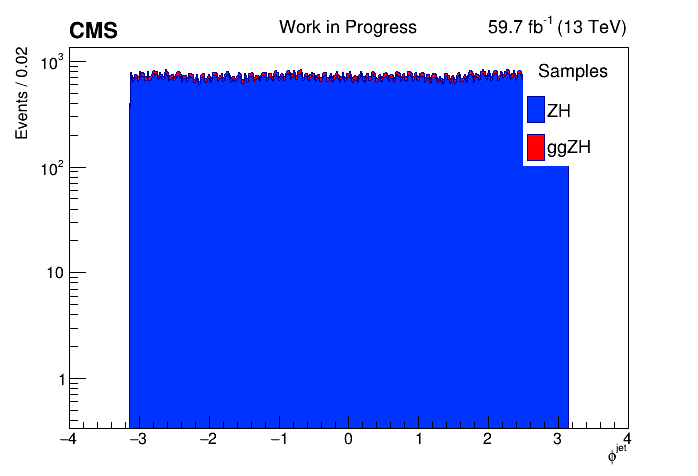 CMS Work in Progress 59.7 fb⁻¹ (13 TeV)
Events / 0.02
10³
10²
10
1
Samples
ZH
ggZH
−4 −3 −2 −1 0 1 2 3 4
ϕʲᵉᵗ